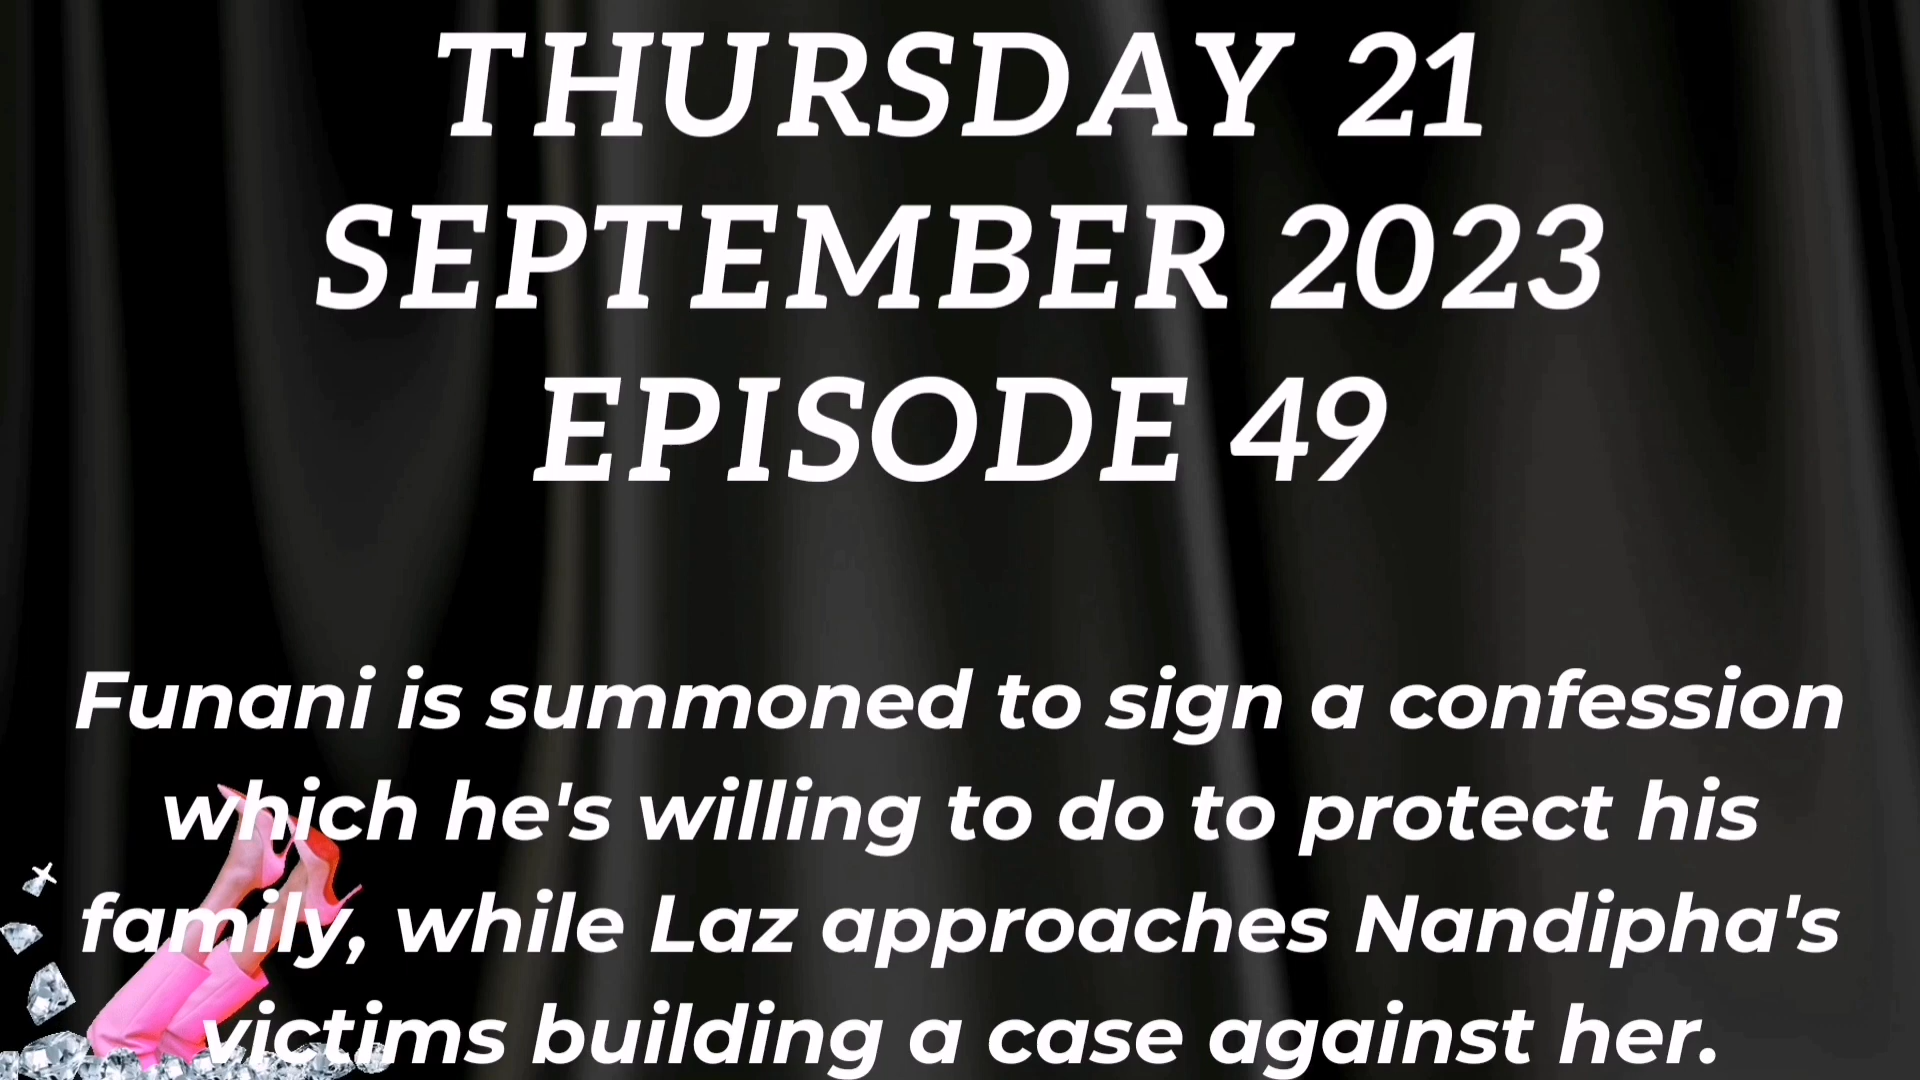 THURSDAY 21
SEPTEMBER 2023
EPISODE 49
Funani is summoned to sign a confession
which he's willing to do to protect his
family, while Laz approaches Nandipha's
victims building a case against her.